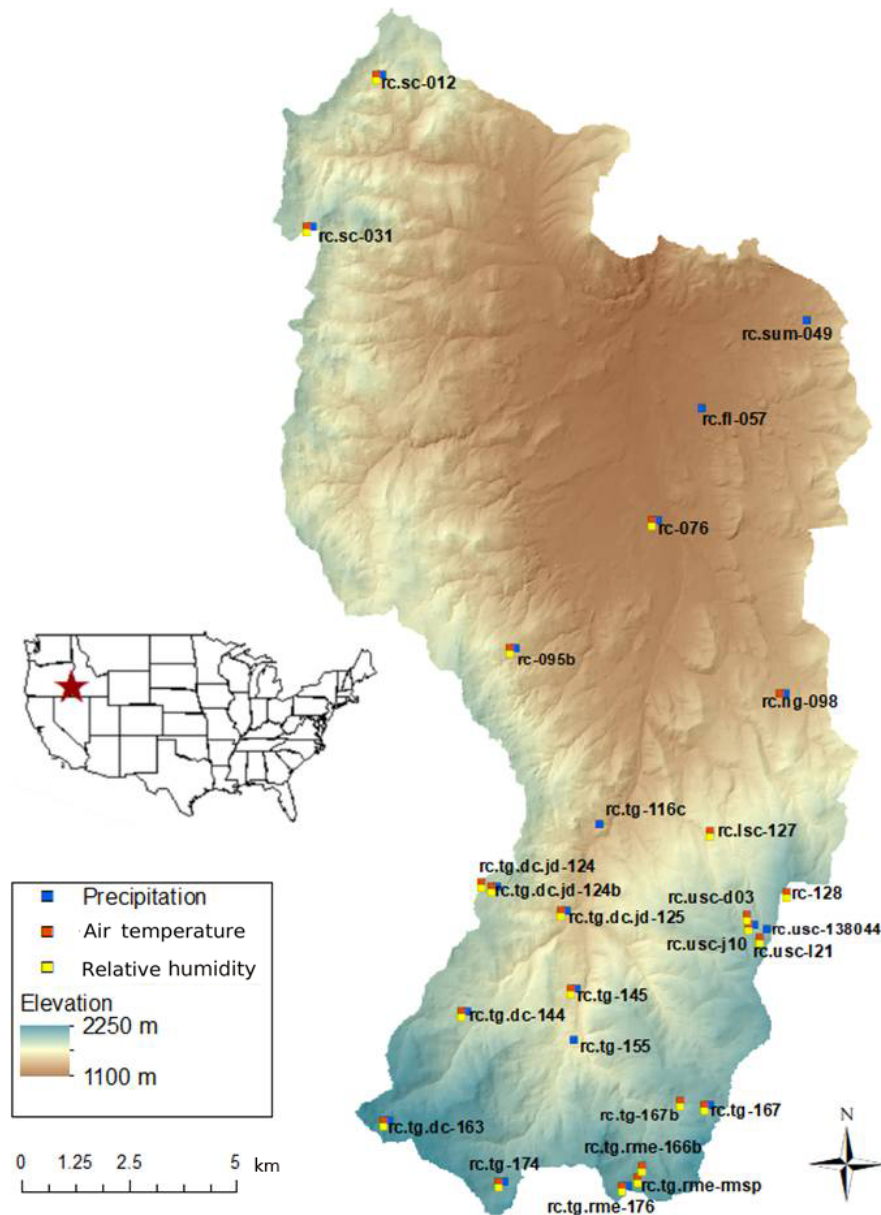 rc.sc-012
rc.sc-031
rc.sum-049
rc.fl-057
rc-076
rc-095b
rc.ng-098
rc.tg-116c
rc.lsc-127
rc.tg.dc.jd-124
rc.tg.dc.jd-124b
rc.usc-d03
rc-128
rc.tg.dc.jd-125
rc.usc-138044
rc.usc-j10
rc.usc-l21
rc.tg-145
rc.tg.dc-144
rc.tg-155
rc.tg-167b
rc.tg-167
rc.tg.dc-163
rc.tg.rme-166b
rc.tg-174
rc.tg.rme-rmsp
rc.tg.rme-176
Precipitation
Air temperature
Relative humidity
Elevation
2250 m
1100 m
0 1.25 2.5 5 km
N